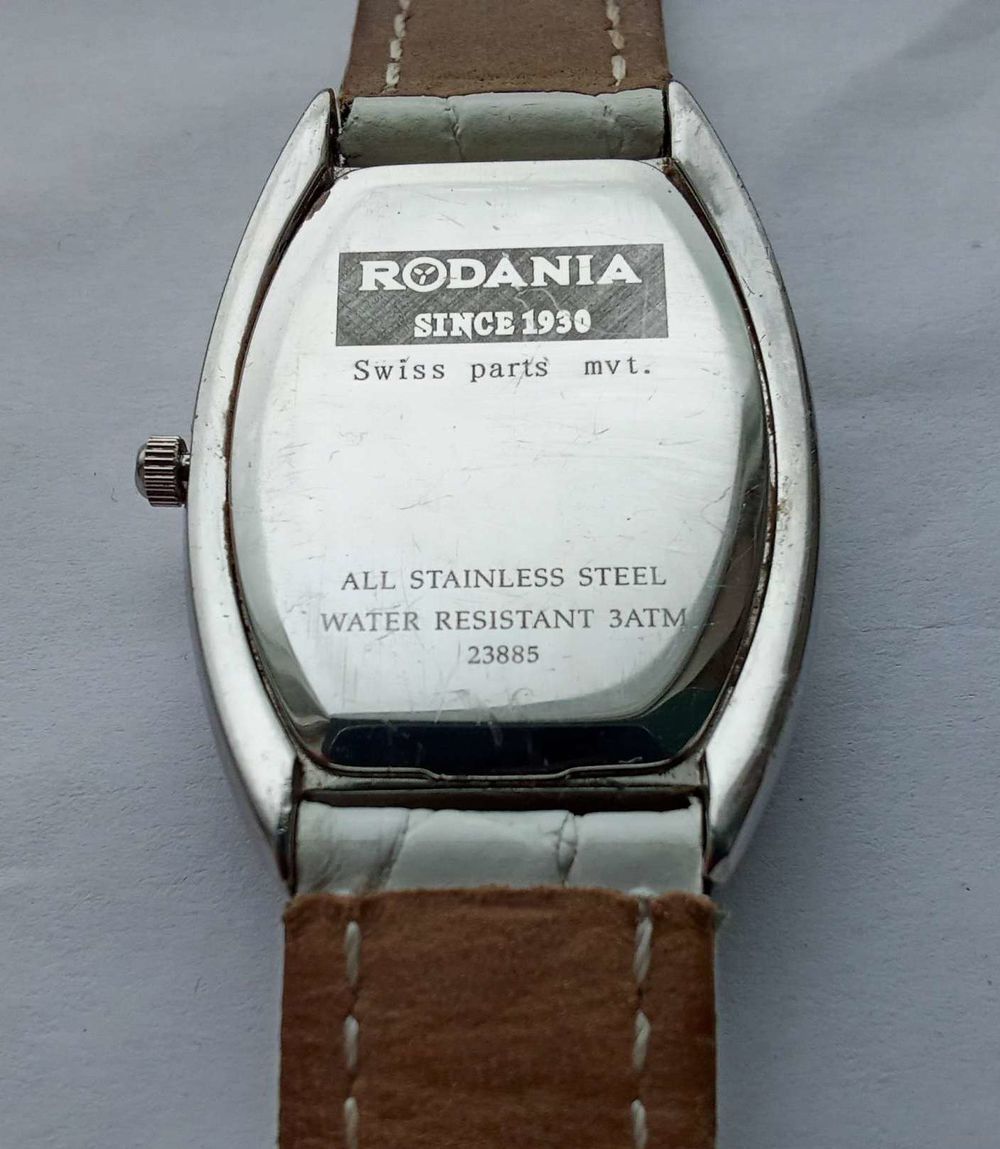 RODANIA
SINCE 1930
Swiss parts mvt.
ALL STAINLESS STEEL
WATER RESISTANT 3ATM
23885